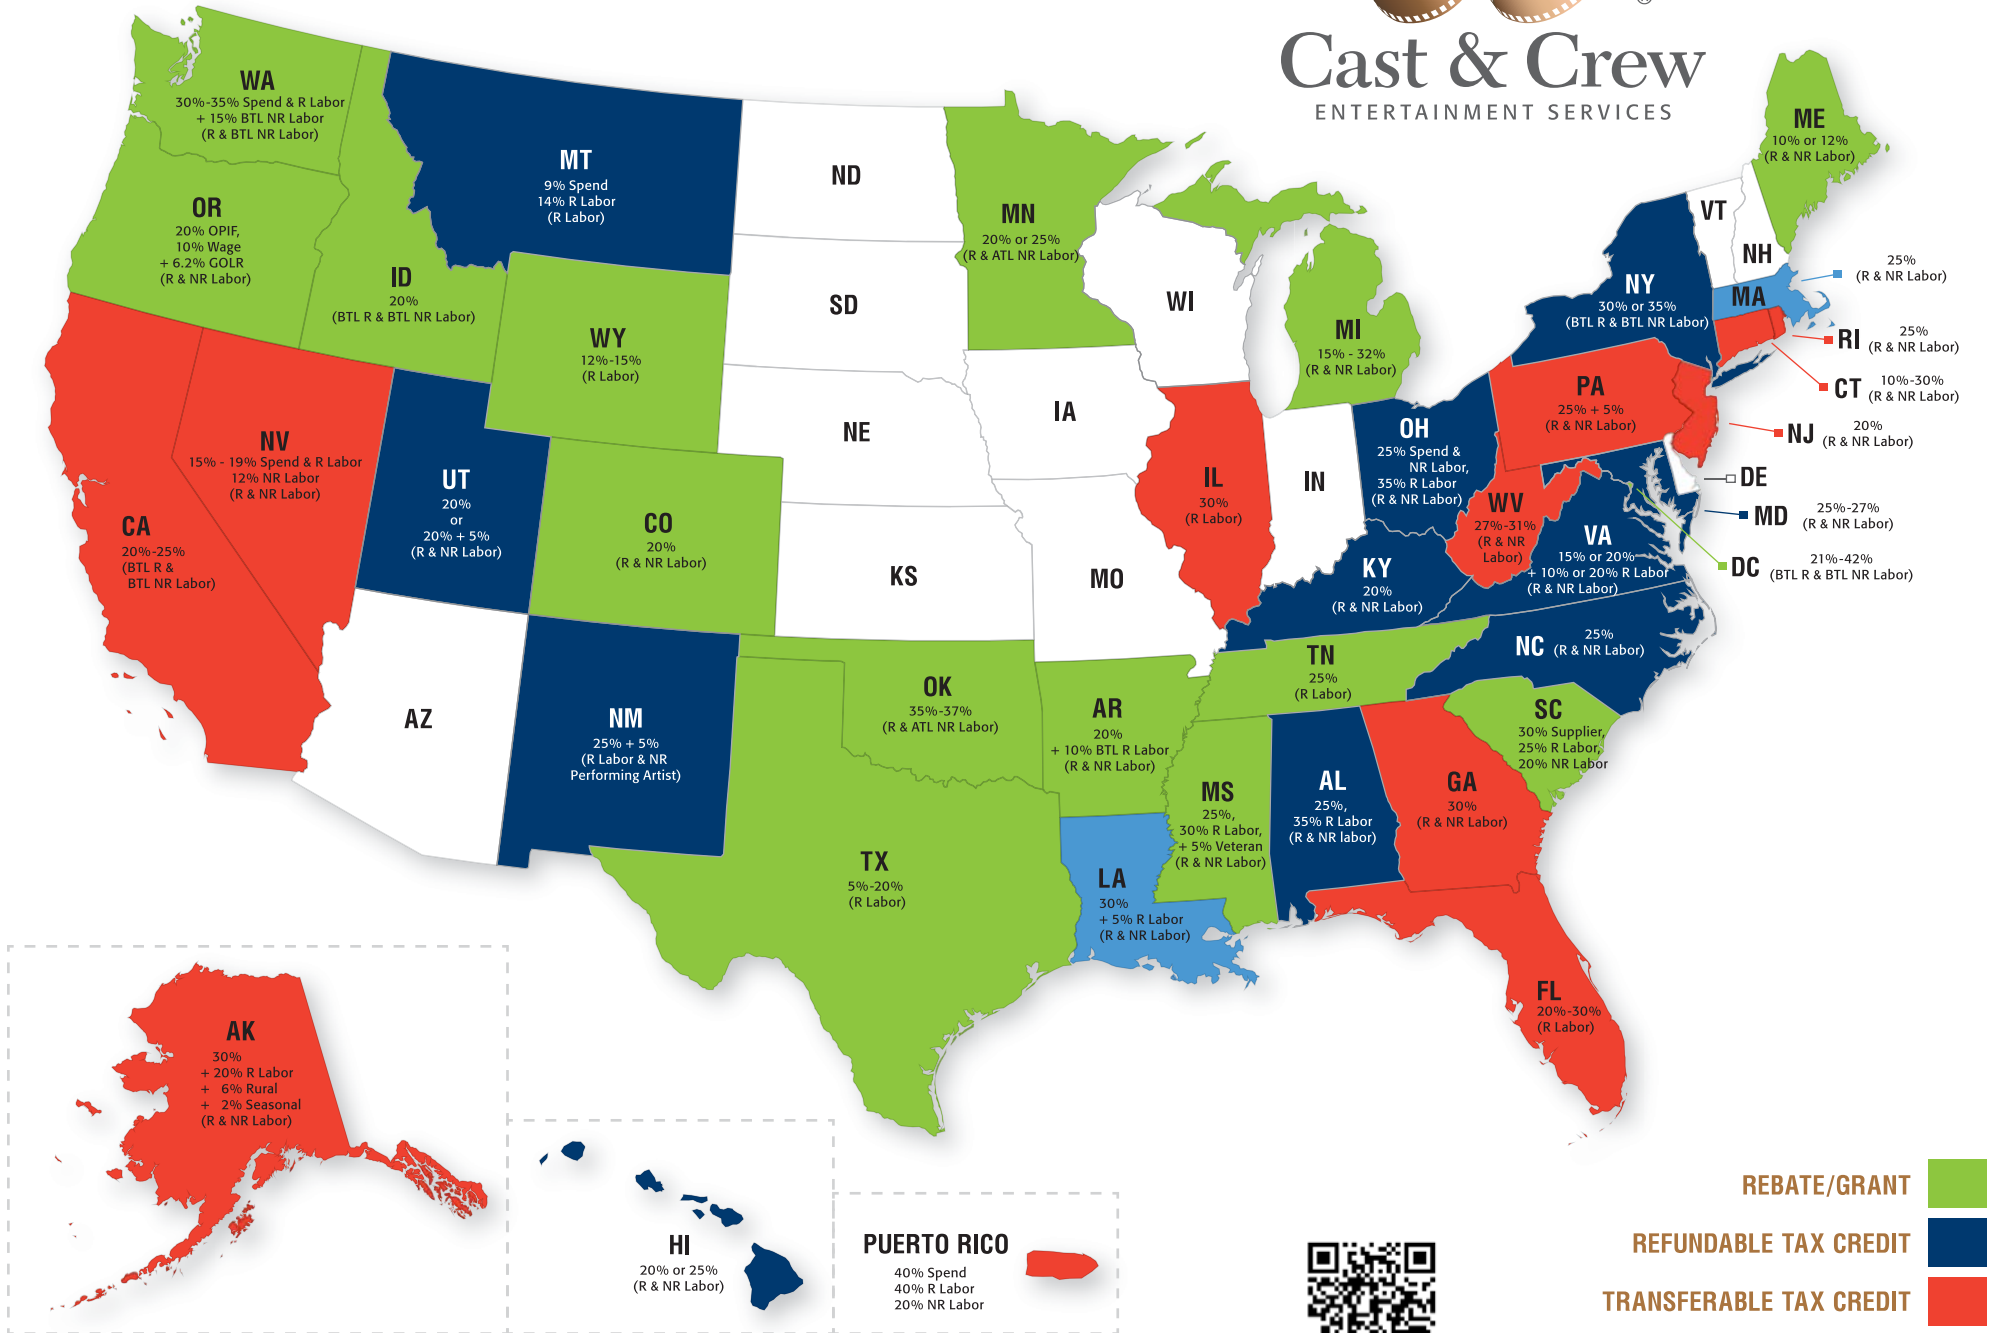 ®
Cast & Crew
ENTERTAINMENT SERVICES
WA
30%-35% Spend & R Labor
+ 15% BTL NR Labor
(R & BTL NR Labor)
OR
20% OPIF,
10% Wage
+ 6.2% GOLR
(R & NR Labor)
ID
20%
(BTL R & BTL NR Labor)
MT
9% Spend
14% R Labor
(R Labor)
WY
12%-15%
(R Labor)
ND
SD
NE
KS
MN
20% or 25%
(R & ATL NR Labor)
WI
IA
MO
MI
15% - 32%
(R & NR Labor)
IL
30%
(R Labor)
IN
OH
25% Spend &
NR Labor,
35% R Labor
(R & NR Labor)
KY
20%
(R & NR Labor)
WV
27%-31%
(R & NR
Labor)
VA
15% or 20%
+ 10% or 20% R Labor
(R & NR Labor)
PA
25% + 5%
(R & NR Labor)
NY
30% or 35%
(BTL R & BTL NR Labor)
VT
NH
ME
10% or 12%
(R & NR Labor)
MA
25%
(R & NR Labor)
RI
25%
(R & NR Labor)
CT
10%-30%
(R & NR Labor)
NJ
20%
(R & NR Labor)
DE
MD
25%-27%
(R & NR Labor)
DC
21%-42%
(BTL R & BTL NR Labor)
CA
20%-25%
(BTL R &
BTL NR Labor)
NV
15% - 19% Spend & R Labor
12% NR Labor
(R & NR Labor)
UT
20%
or
20% + 5%
(R & NR Labor)
CO
20%
(R & NR Labor)
AZ
NM
25% + 5%
(R Labor & NR
Performing Artist)
OK
35%-37%
(R & ATL NR Labor)
TX
5%-20%
(R Labor)
AR
20%
+ 10% BTL R Labor
(R & NR Labor)
LA
30%
+ 5% R Labor
(R & NR Labor)
MS
25%,
30% R Labor,
+ 5% Veteran
(R & NR Labor)
TN
25%
(R Labor)
AL
25%,
35% R Labor
(R & NR labor)
GA
30%
(R & NR Labor)
NC
25%
(R & NR Labor)
SC
30% Supplier,
25% R Labor,
20% NR Labor
FL
20%-30%
(R Labor)
AK
30%
+ 20% R Labor
+ 6% Rural
+ 2% Seasonal
(R & NR Labor)
HI
20% or 25%
(R & NR Labor)
PUERTO RICO
40% Spend
40% R Labor
20% NR Labor
REBATE/GRANT
REFUNDABLE TAX CREDIT
TRANSFERABLE TAX CREDIT